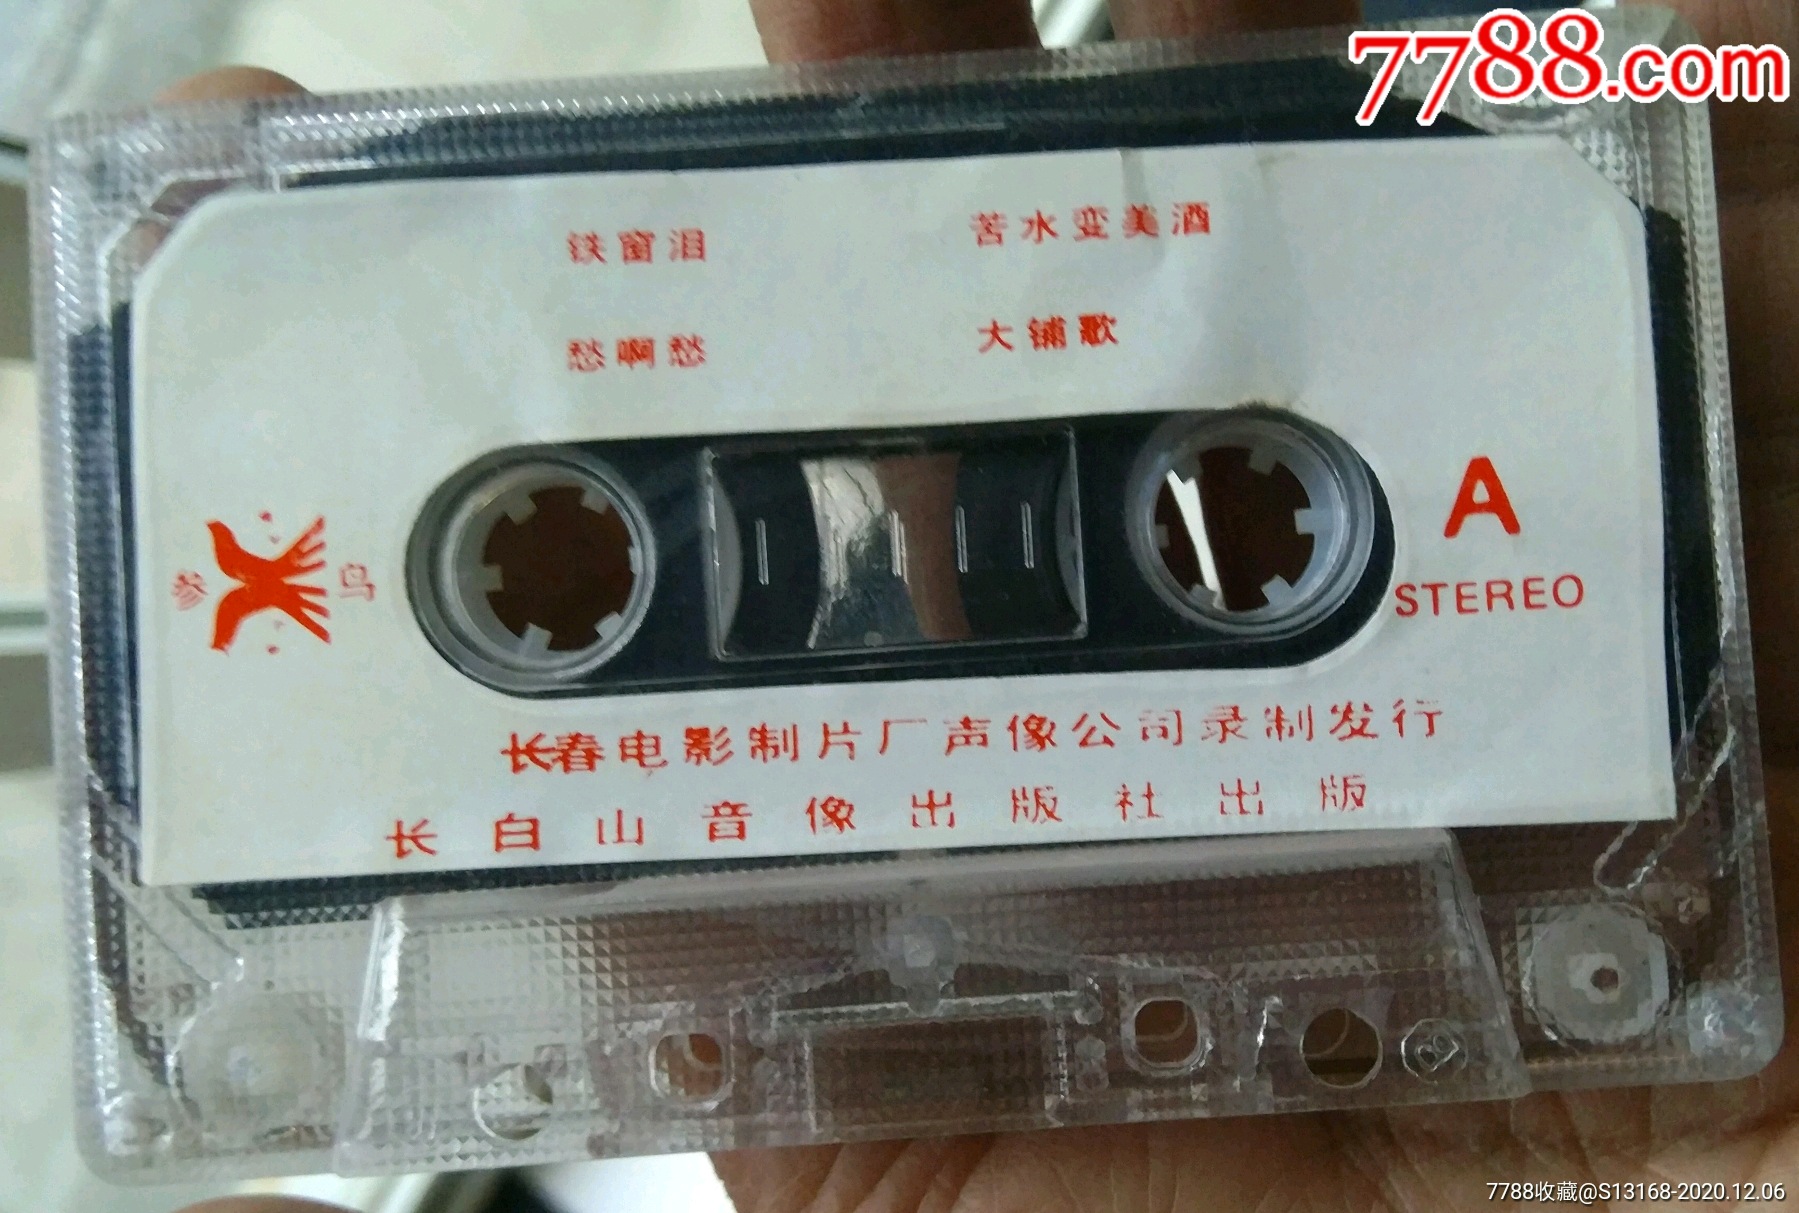 7788.com
铁窗泪 苦水变美酒
愁啊愁 大铺歌
参鸟
A
STEREO
长春电影制片厂声像公司录制发行
长白山音像出版社出版
7788收藏@S13168-2020.12.06